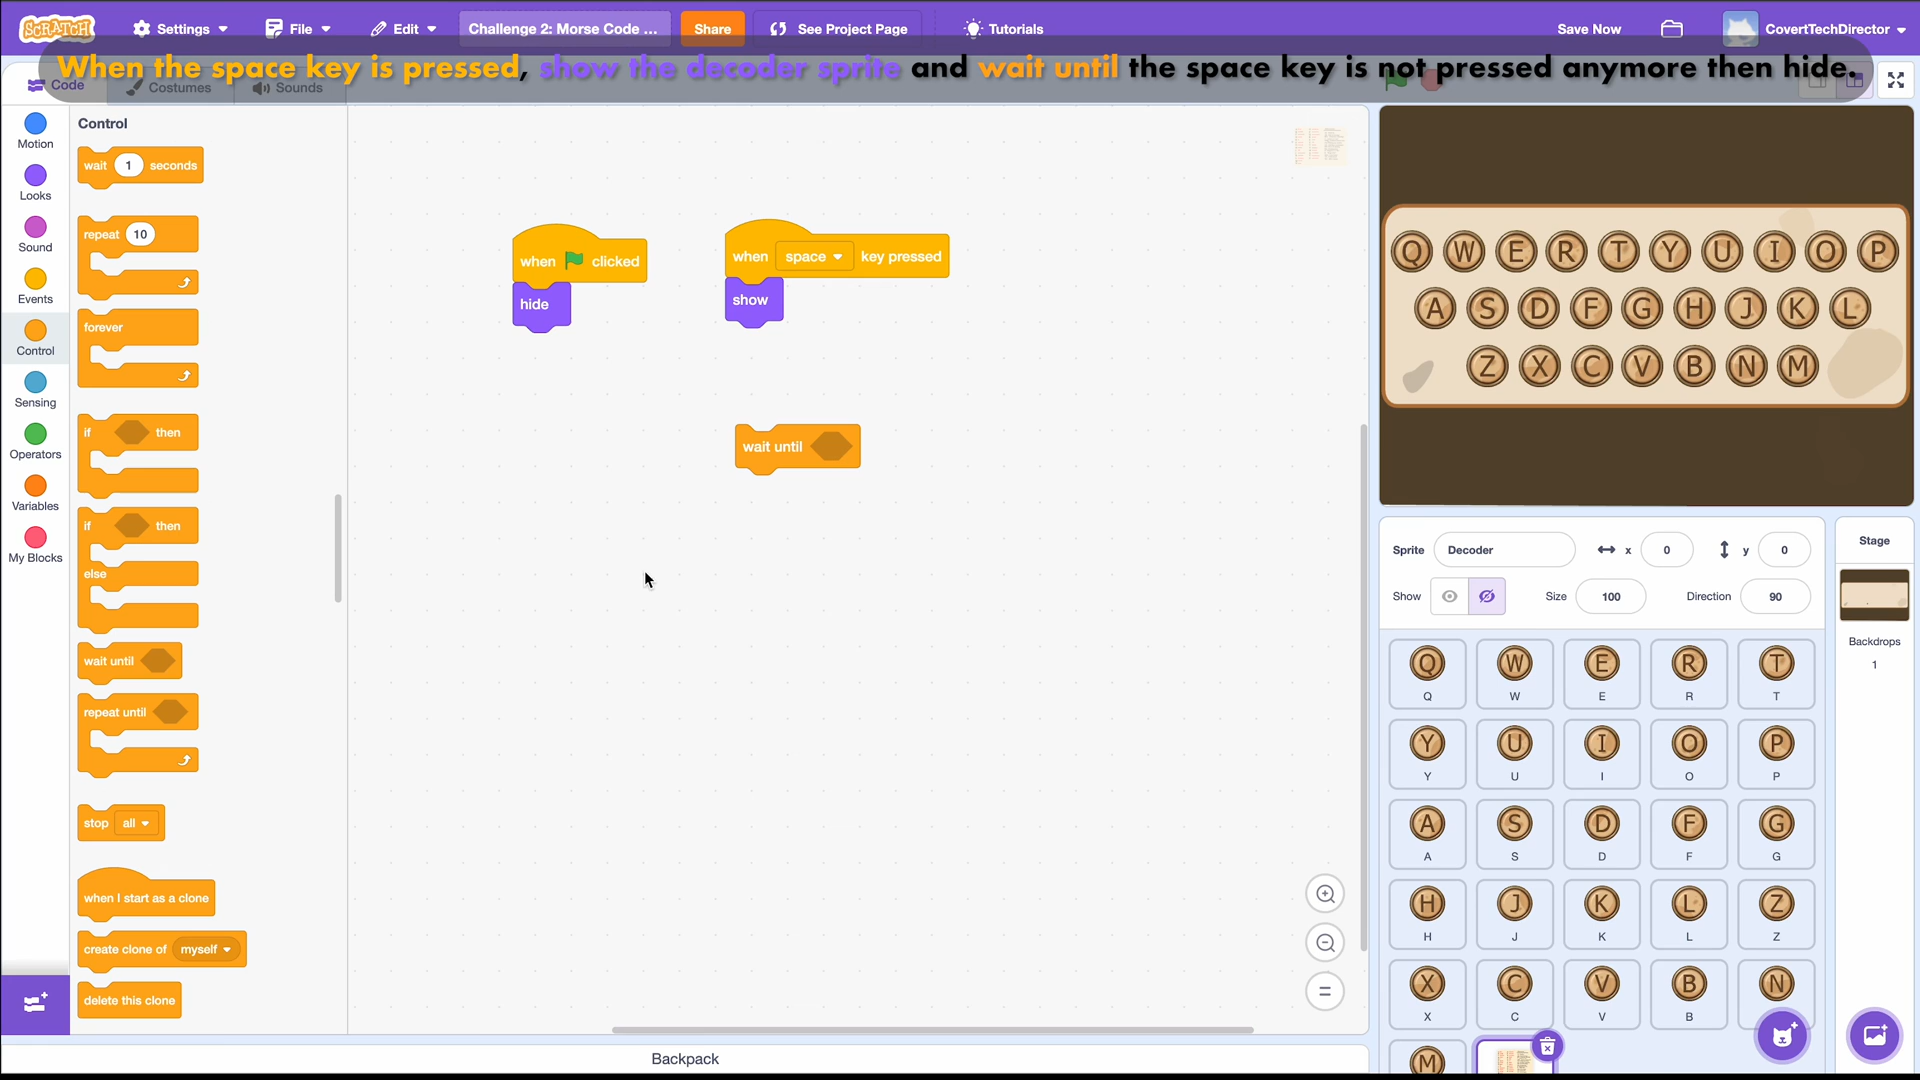 SCRATCH Settings File Edit Challenge 2: Morse Code ... Share See Project Page Tutorials Save Now CovertTechDirector
When the space key is pressed, show the decoder sprite and wait until the space key is not pressed anymore then hide.
Code Costumes Sounds
Motion
Looks
Sound
Events
Control
Sensing
Operators
Variables
My Blocks
Control
wait 1 seconds
repeat 10
forever
if then
if then
else
wait until
repeat until
stop all
when I start as a clone
create clone of myself
delete this clone
when clicked
hide
when space key pressed
show
wait until
Backpack
Q W E R T Y U I O P
A S D F G H J K L
Z X C V B N M
Sprite Decoder x 0 y 0
Show Size 100 Direction 90
Q W E R T
Q W E R T
Y U I O P
Y U I O P
A S D F G
A S D F G
H J K L Z
H J K L Z
X C V B N
X C V B
M
Stage
Backdrops
1